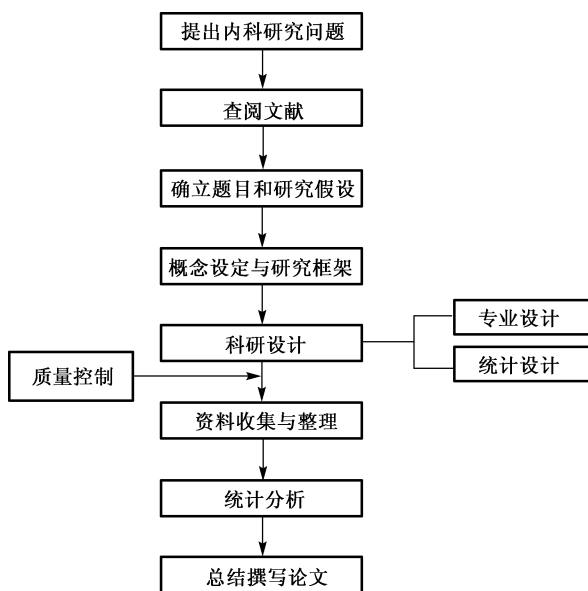 提出内科研究问题
查阅文献
确立题目和研究假设
概念设定与研究框架
科研设计
专业设计
统计设计
质量控制
资料收集与整理
统计分析
总结撰写论文